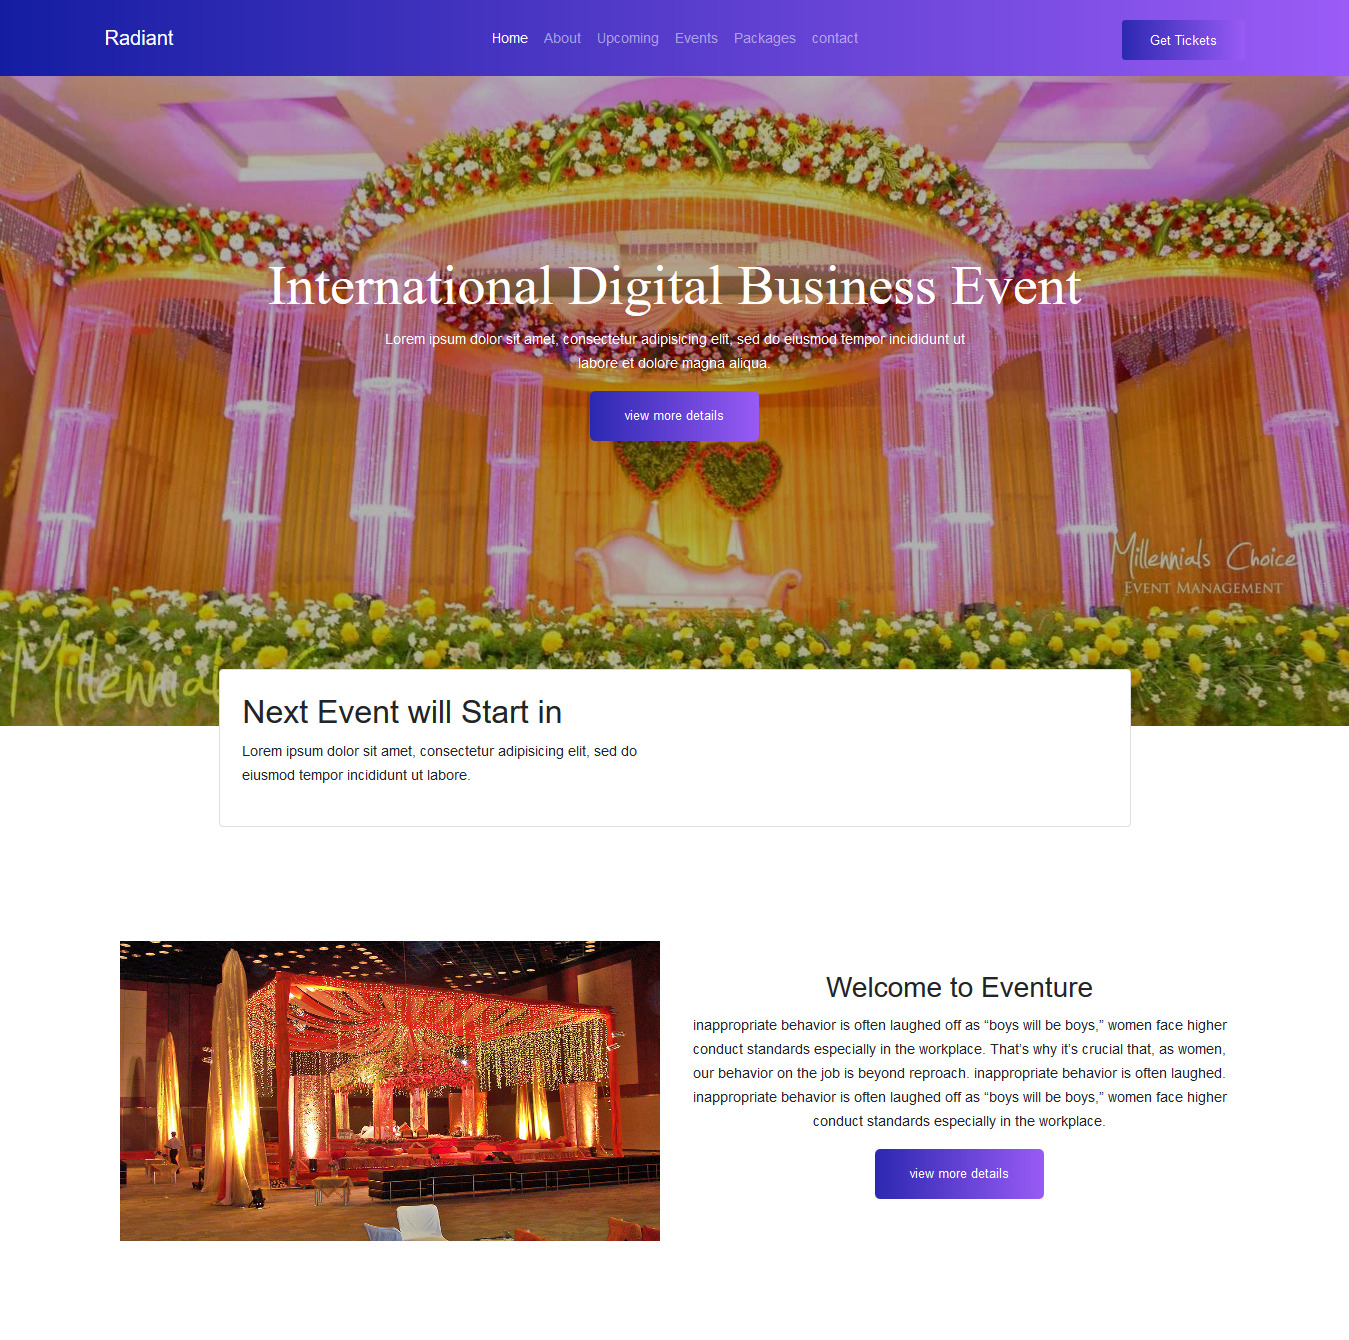 Radiant
Home About Upcoming Events Packages contact
Get Tickets
International Digital Business Event
Lorem ipsum dolor sit amet, consectetur adipisicing elit, sed do eiusmod tempor incididunt ut
labore et dolore magna aliqua.
view more details
Millennials Choice
EVENT MANAGEMENT
Next Event will Start in
Lorem ipsum dolor sit amet, consectetur adipisicing elit, sed do
eiusmod tempor incididunt ut labore.
Welcome to Eventure
inappropriate behavior is often laughed off as “boys will be boys,” women face higher
conduct standards especially in the workplace. That’s why it’s crucial that, as women,
our behavior on the job is beyond reproach. inappropriate behavior is often laughed.
inappropriate behavior is often laughed off as “boys will be boys,” women face higher
conduct standards especially in the workplace.
view more details